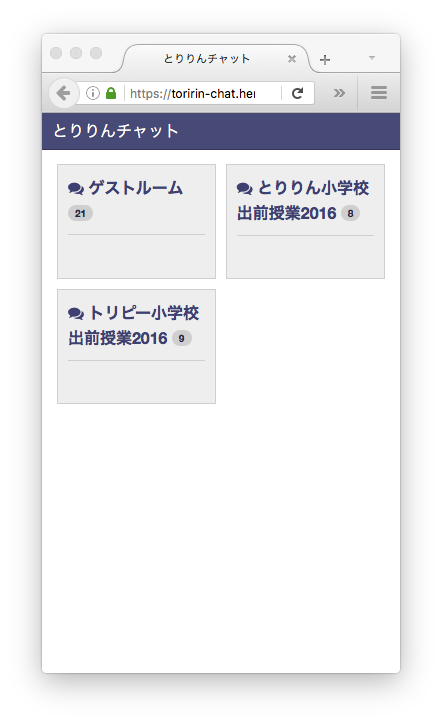 とりりんチャット
https://toririn-chat.her
とりりんチャット
ゲストルーム
21
とりりん小学校
出前授業2016 8
トリピー小学校
出前授業2016 9